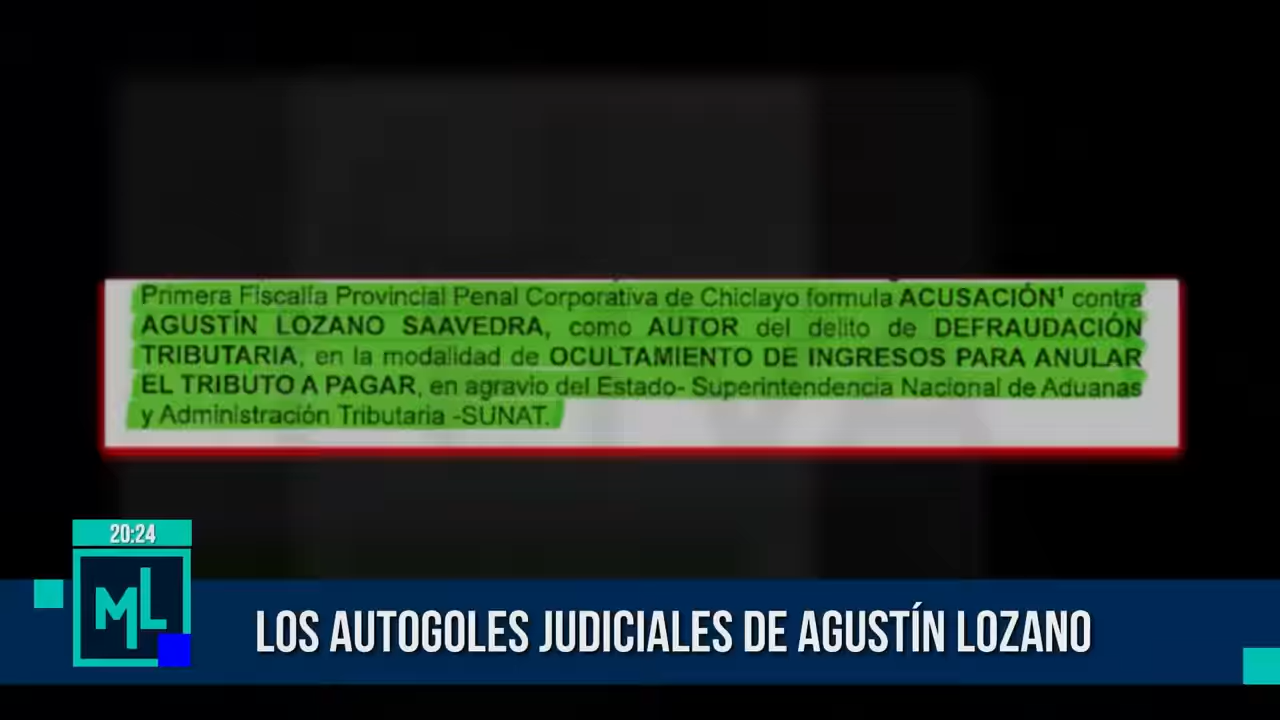 Primera Fiscalía Provincial Penal Corporativa de Chiclayo formula ACUSACIÓN¹ contra
AGUSTÍN LOZANO SAAVEDRA, como AUTOR del delito de DEFRAUDACIÓN
TRIBUTARIA, en la modalidad de OCULTAMIENTO DE INGRESOS PARA ANULAR
EL TRIBUTO A PAGAR, en agravio del Estado- Superintendencia Nacional de Aduanas
y Administración Tributaria -SUNAT.
20:24
ML
LOS AUTOGOLES JUDICIALES DE AGUSTÍN LOZANO